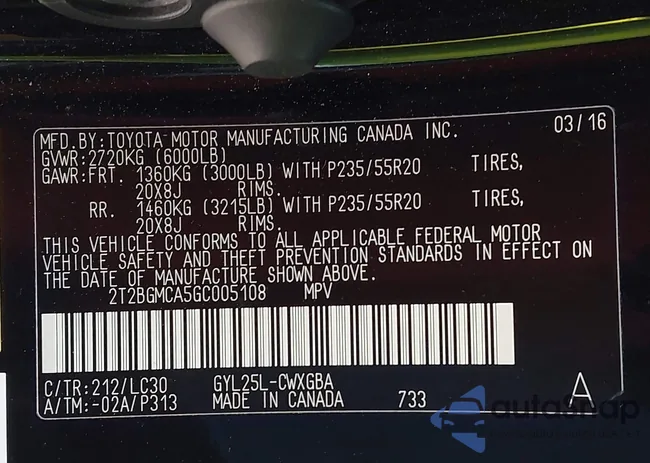 MFD.BY:TOYOTA MOTOR MANUFACTURING CANADA INC. 03/16
GVWR:2720KG (6000LB)
GAWR:FRT. 1360KG (3000LB) WITH P235/55R20 TIRES,
20X8J RIMS.
RR. 1460KG (3215LB) WITH P235/55R20 TIRES,
20X8J RIMS.
THIS VEHICLE CONFORMS TO ALL APPLICABLE FEDERAL MOTOR
VEHICLE SAFETY AND THEFT PREVENTION STANDARDS IN EFFECT ON
THE DATE OF MANUFACTURE SHOWN ABOVE.
2T2BGMCA5GC005108 MPV
C/TR:212/LC30 GYL25L-CWXGBA
A/TM:-02A/P313 MADE IN CANADA 733 A
autosnap